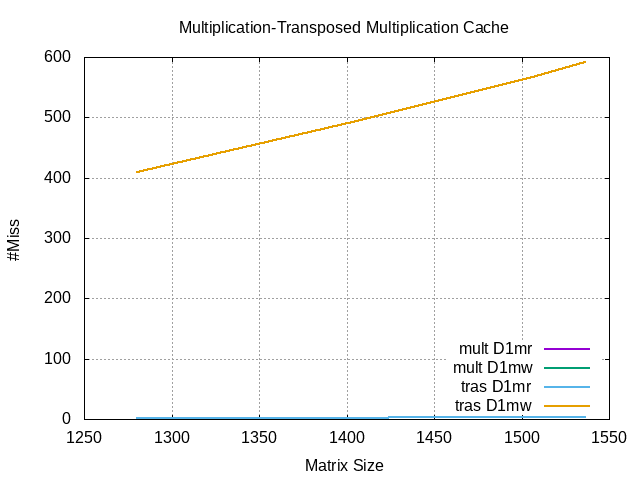 Multiplication-Transposed Multiplication Cache
600
500
400
300
200
100
0
#Miss
mult D1mr
mult D1mw
tras D1mr
tras D1mw
1250 1300 1350 1400 1450 1500 1550
Matrix Size